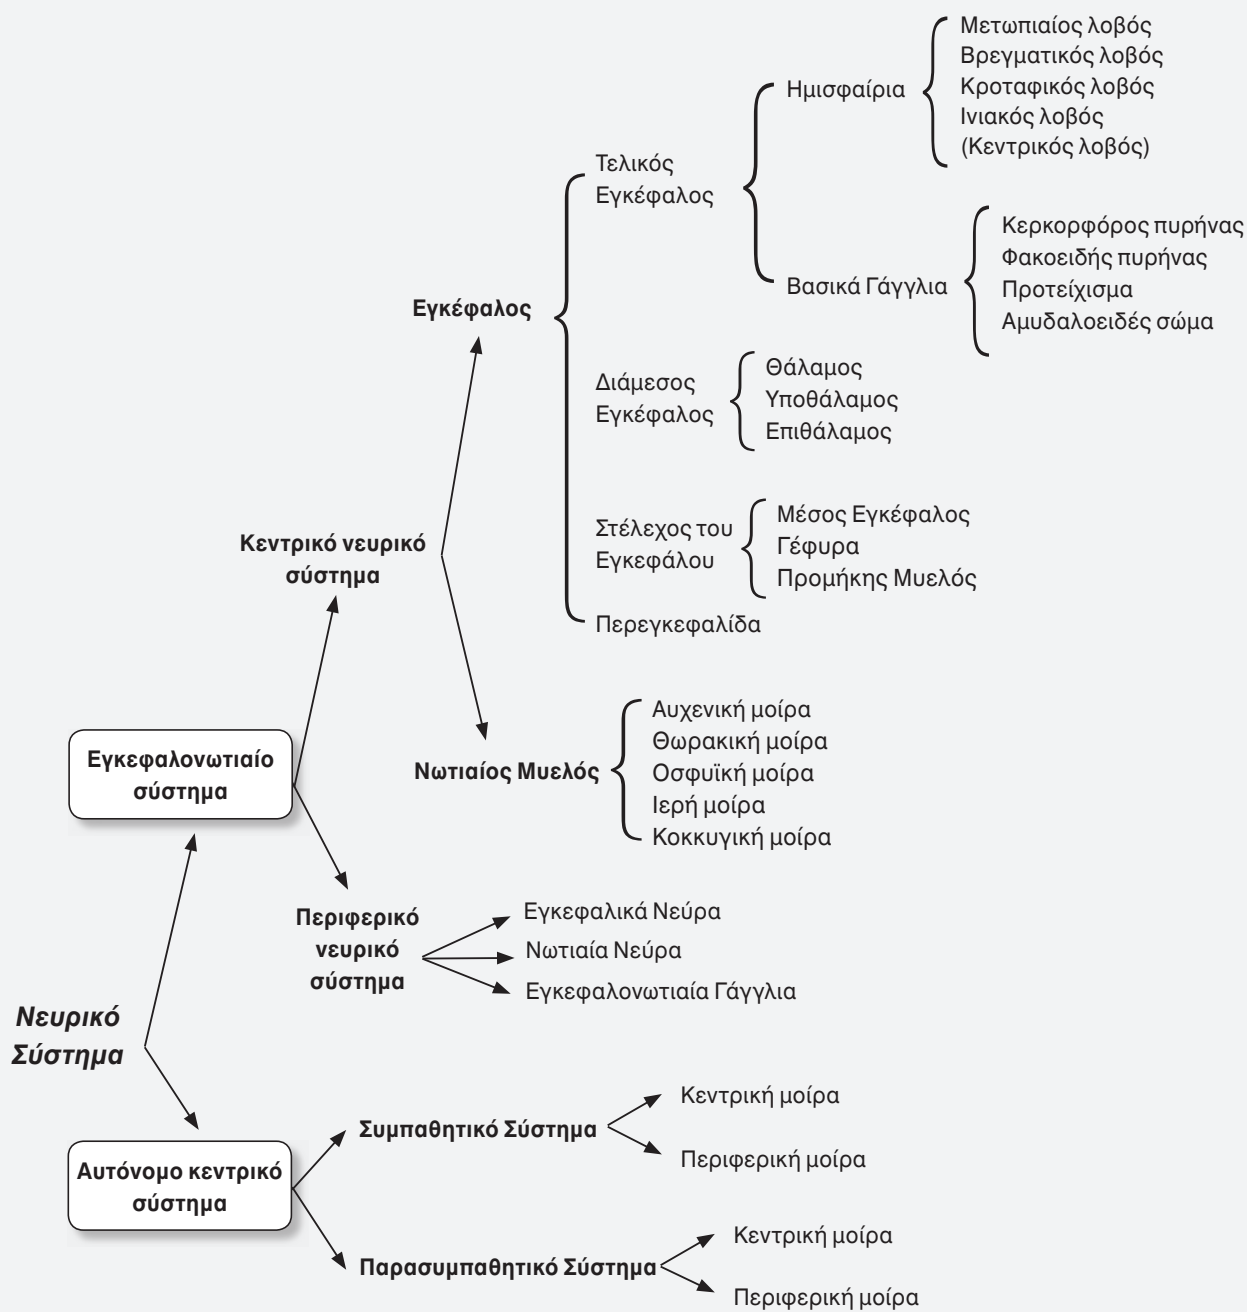 Μετωπιαίος λοβός
Βρεγματικός λοβός
Κροταφικός λοβός
Ινιακός λοβός
(Κεντρικός λοβός)
Ημισφαίρια
Τελικός
Εγκέφαλος
Κερκορφόρος πυρήνας
Φακοειδής πυρήνας
Προτείχισμα
Αμυδαλοειδές σώμα
Βασικά Γάγγλια
Εγκέφαλος
Διάμεσος
Εγκέφαλος
Θάλαμος
Υποθάλαμος
Επιθάλαμος
Στέλεχος του
Εγκεφάλου
Μέσος Εγκέφαλος
Γέφυρα
Προμήκης Μυελός
Περεγκεφαλίδα
Κεντρικό νευρικό
σύστημα
Νωτιαίος Μυελός
Αυχενική μοίρα
Θωρακική μοίρα
Οσφυϊκή μοίρα
Ιερή μοίρα
Κοκκυγική μοίρα
Εγκεφαλονωτιαίο
σύστημα
Περιφερικό
νευρικό
σύστημα
Εγκεφαλικά Νεύρα
Νωτιαία Νεύρα
Εγκεφαλονωτιαία Γάγγλια
Νευρικό
Σύστημα
Αυτόνομο κεντρικό
σύστημα
Συμπαθητικό Σύστημα
Κεντρική μοίρα
Περιφερική μοίρα
Παρασυμπαθητικό Σύστημα
Κεντρική μοίρα
Περιφερική μοίρα